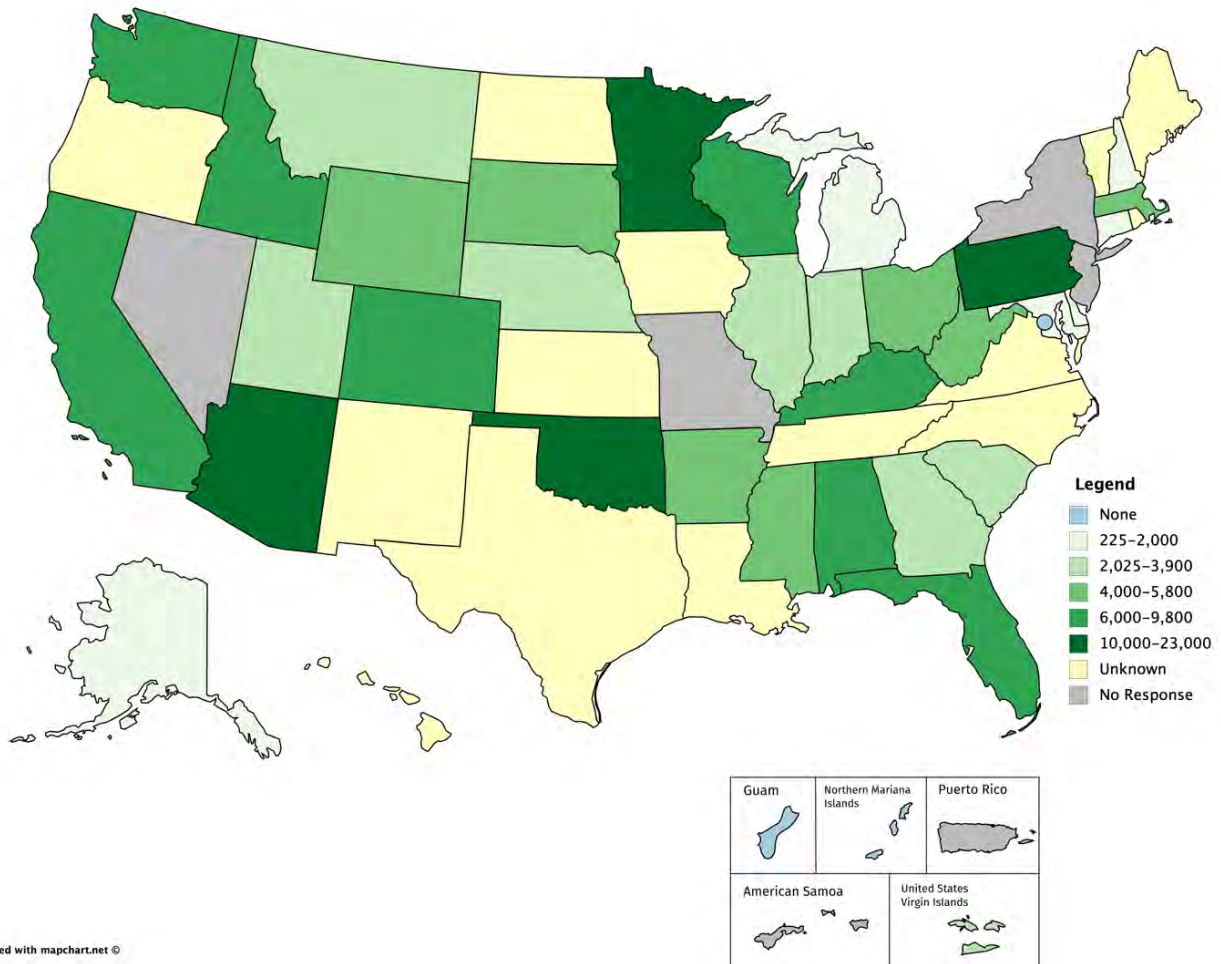 Legend
None
225–2,000
2,025–3,900
4,000–5,800
6,000–9,800
10,000–23,000
Unknown
No Response
Guam
Northern Mariana
Islands
Puerto Rico
American Samoa
United States
Virgin Islands
ed with mapchart.net ©